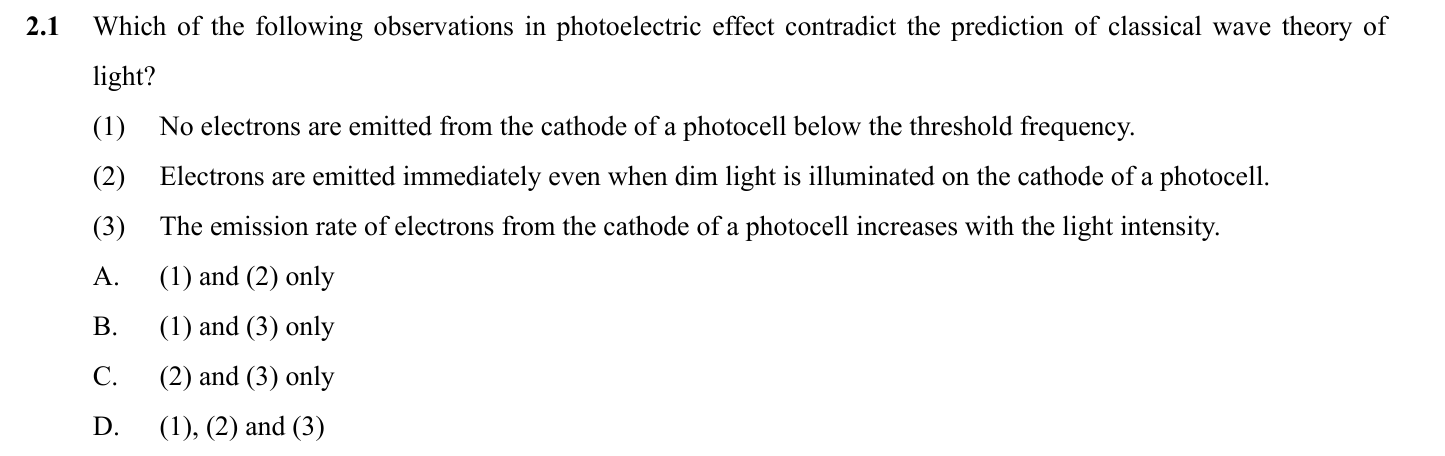 2.1 Which of the following observations in photoelectric effect contradict the prediction of classical wave theory of
light?
(1) No electrons are emitted from the cathode of a photocell below the threshold frequency.
(2) Electrons are emitted immediately even when dim light is illuminated on the cathode of a photocell.
(3) The emission rate of electrons from the cathode of a photocell increases with the light intensity.
A. (1) and (2) only
B. (1) and (3) only
C. (2) and (3) only
D. (1), (2) and (3)